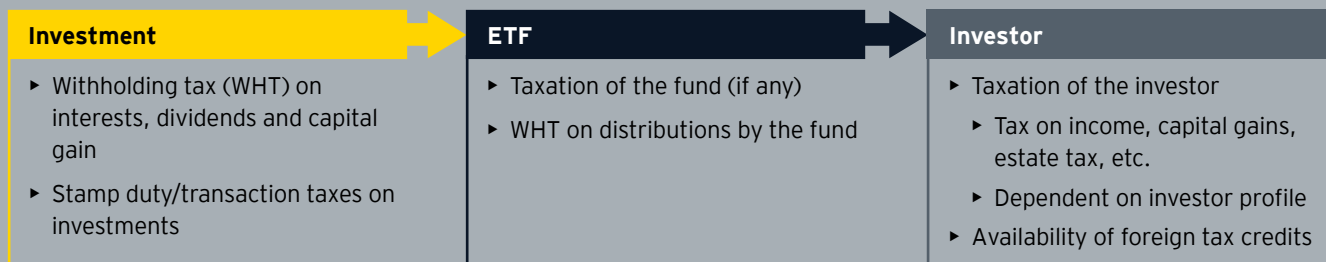 Investment
▸ Withholding tax (WHT) on
interests, dividends and capital
gain
▸ Stamp duty/transaction taxes on
investments
ETF
▸ Taxation of the fund (if any)
▸ WHT on distributions by the fund
Investor
▸ Taxation of the investor
▸ Tax on income, capital gains,
estate tax, etc.
▸ Dependent on investor profile
▸ Availability of foreign tax credits